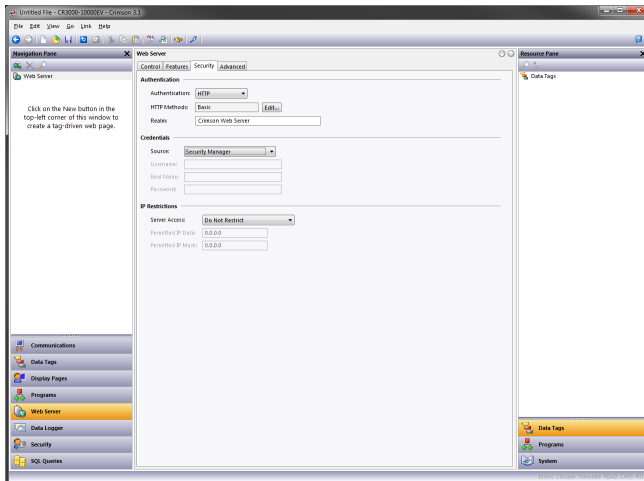 Untitled File - CR3000-10000EV - Crimson 3.1
File Edit View Go Link Help
Navigation Pane
Web Server
Click on the New button in the
top-left corner of this window to
create a tag-driven web page.
Communications
Data Tags
Display Pages
Programs
Web Server
Data Logger
Security
SQL Queries
Web Server
Control Features Security Advanced
Authentication
Authentication: HTTP
HTTP Methods: Basic Edit...
Realm: Crimson Web Server
Credentials
Source: Security Manager
Username:
Real Name:
Password:
IP Restrictions
Server Access: Do Not Restrict
Permitted IP Data: 0.0.0.0
Permitted IP Mask: 0.0.0.0
Resource Pane
Data Tags
Data Tags
Programs
System
Errors Circular Translate READ CAPS